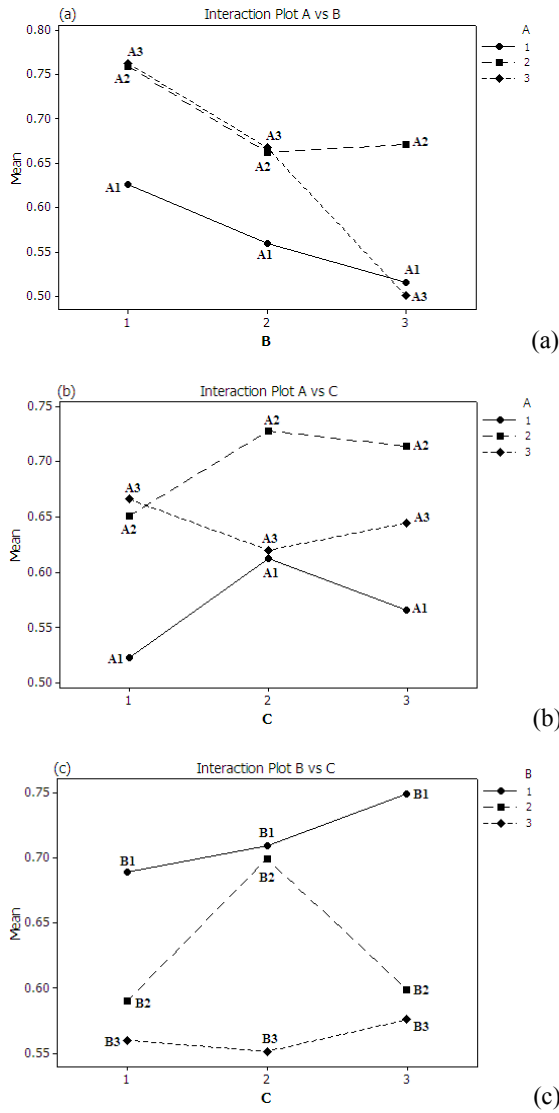 (a) Interaction Plot A vs B
A
1
2
3
0.80
0.75
0.70
0.65
0.60
0.55
0.50
Mean
A3
A2
A1
A3
A2
A1
A2
A1
A3
1 2 3
B
(a)
(b) Interaction Plot A vs C
A
1
2
3
0.75
0.70
0.65
0.60
0.55
0.50
Mean
A3
A2
A1
A2
A3
A1
A2
A3
A1
1 2 3
C
(b)
(c) Interaction Plot B vs C
B
1
2
3
0.75
0.70
0.65
0.60
0.55
Mean
B1
B2
B3
B1
B2
B3
B1
B2
B3
1 2 3
C
(c)